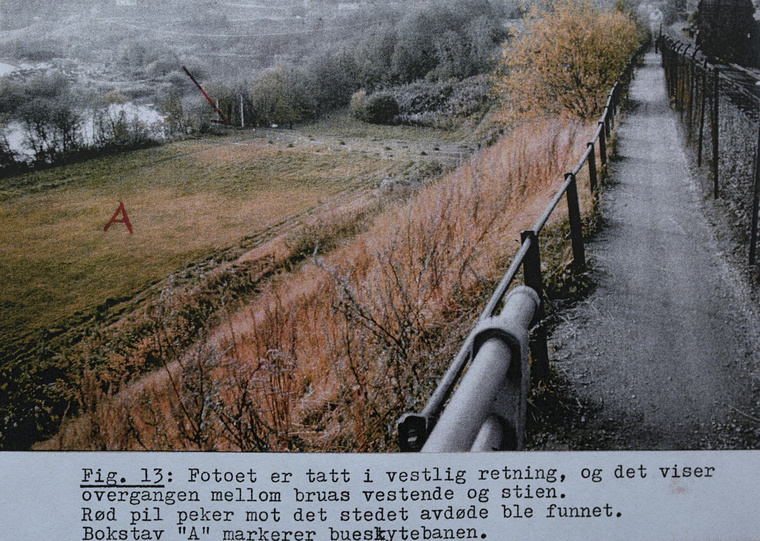 A
Fig. 13: Fotoet er tatt i vestlig retning, og det viser
overgangen mellom bruas vestende og stien.
Rød pil peker mot det stedet avdøde ble funnet.
Bokstav "A" markerer bueskytebanen.